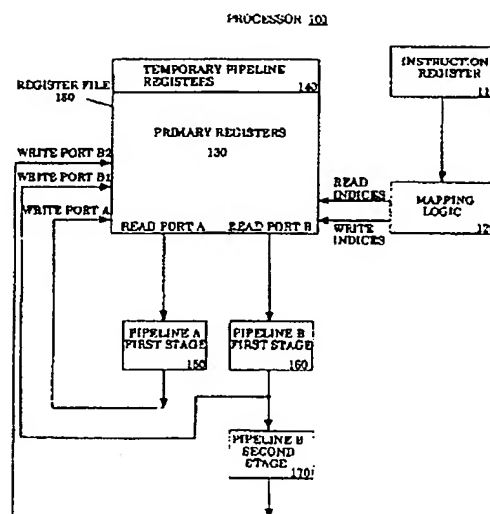 PROCESSOR 101
TEMPORARY PIPELINE
REGISTERS
140
REGISTER FILE
180
PRIMARY REGISTERS
130
INSTRUCTION
REGISTER
11
WRITE PORT B2
WRITE PORT B1
WRITE PORT A
READ
INDICES
WRITE
INDICES
MAPPING
LOGIC
12
READ PORT A
READ PORT B
PIPELINE A
FIRST STAGE
150
PIPELINE B
FIRST STAGE
160
PIPELINE B
SECOND
STAGE
170